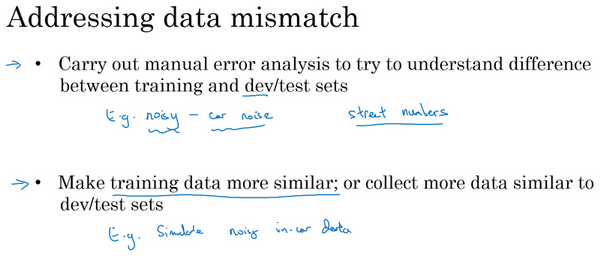 Addressing data mismatch
→ • Carry out manual error analysis to try to understand difference
between training and dev/test sets
E.g. noisy - car noise street numbers
→ • Make training data more similar; or collect more data similar to
dev/test sets
E.g. Simulate noisy in-car data